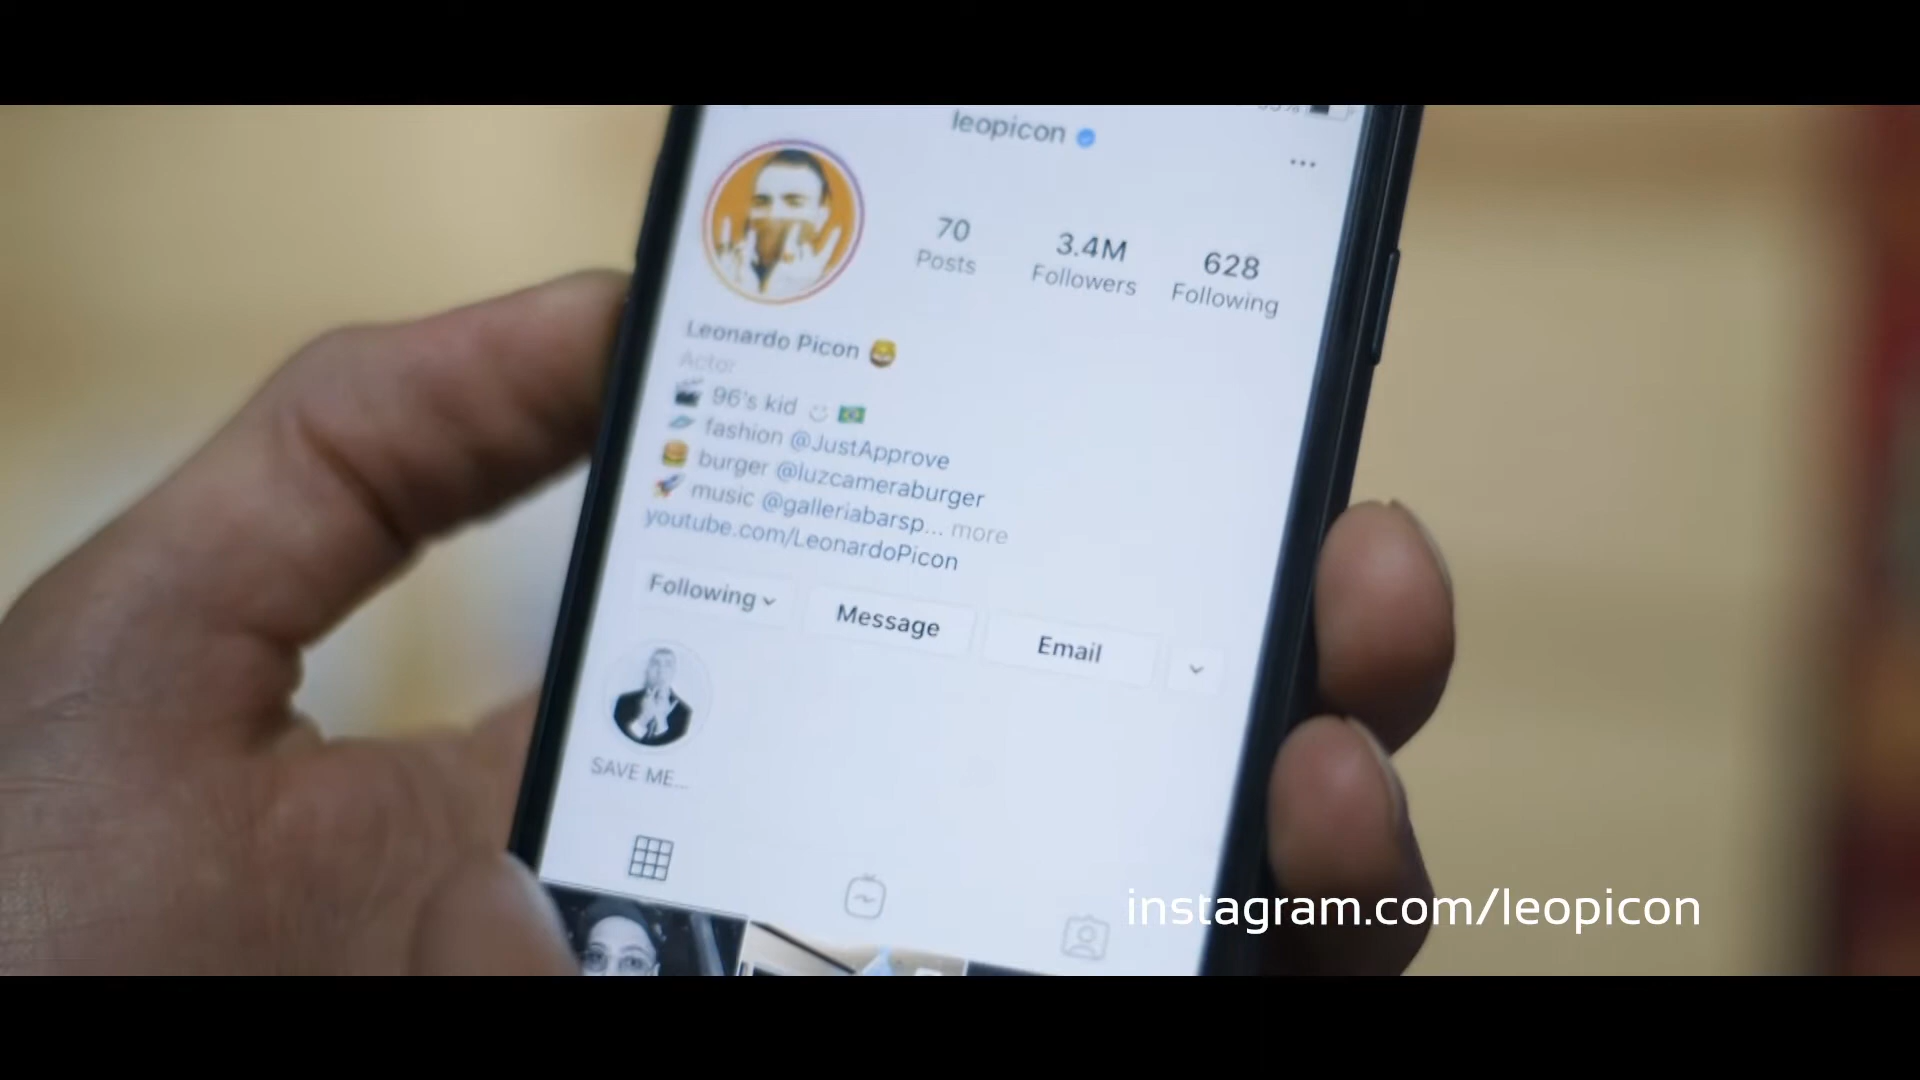 leopicon
70
Posts
3.4M
Followers
628
Following
Leonardo Picon
Actor
96's kid
fashion @JustApprove
burger @luzcameraburger
music @galleriabarsp... more
youtube.com/LeonardoPicon
Following
Message
Email
SAVE ME...
instagram.com/leopicon